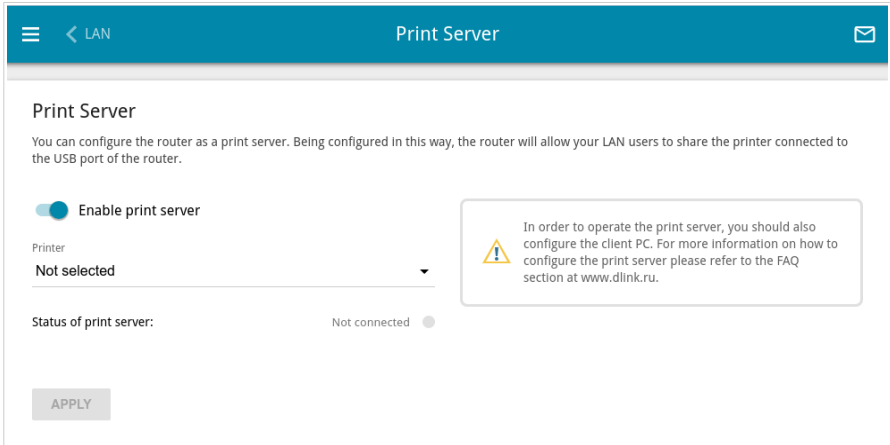 LAN
Print Server
Print Server
You can configure the router as a print server. Being configured in this way, the router will allow your LAN users to share the printer connected to
the USB port of the router.
Enable print server
In order to operate the print server, you should also
configure the client PC. For more information on how to
configure the print server please refer to the FAQ
section at www.dlink.ru.
Printer
Not selected
Status of print server:
Not connected
APPLY